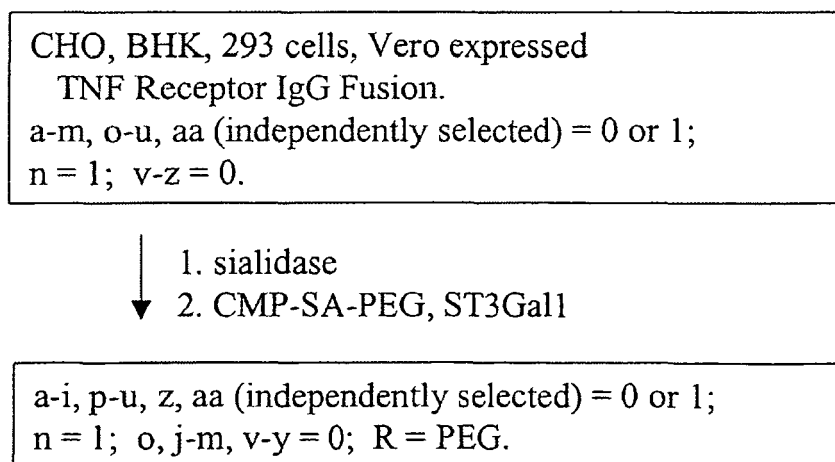 CHO, BHK, 293 cells, Vero expressed
TNF Receptor IgG Fusion.
a-m, o-u, aa (independently selected) = 0 or 1;
n = 1; v-z = 0.
1. sialidase
2. CMP-SA-PEG, ST3Gal1
a-i, p-u, z, aa (independently selected) = 0 or 1;
n = 1; o, j-m, v-y = 0; R = PEG.